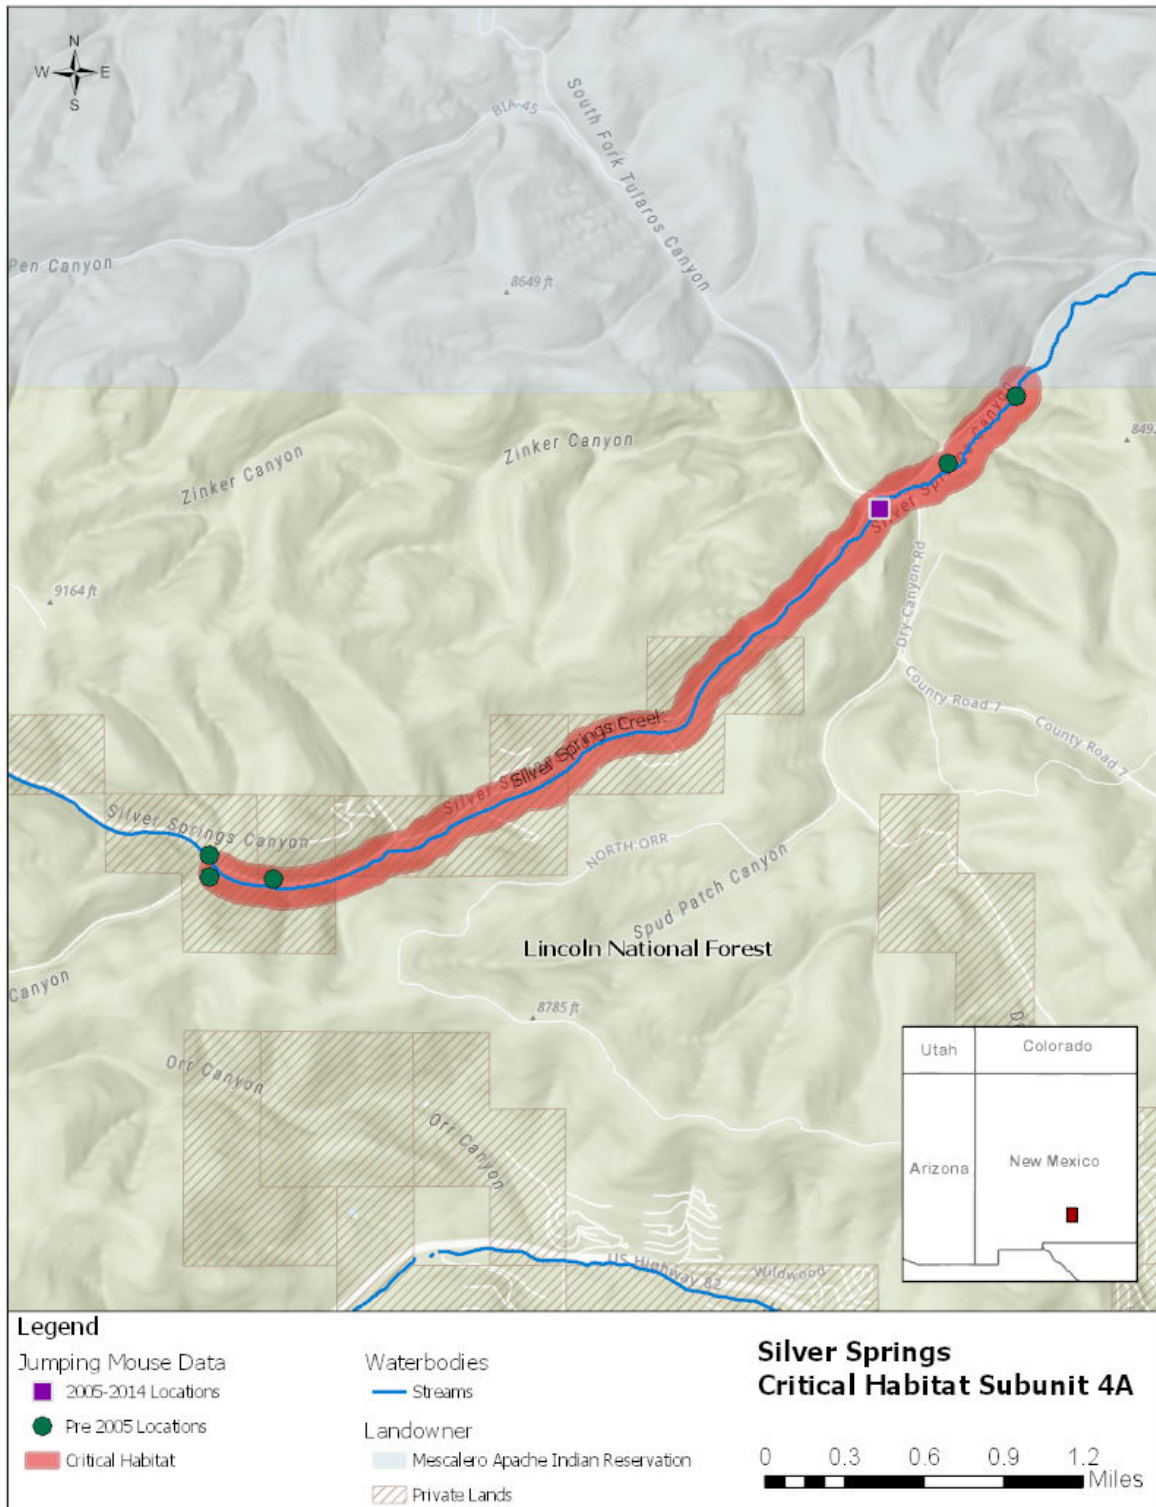 N
W E
S
BIA-45
South Fork Tularos Canyon
Pen Canyon
8649 ft
Silver Springs Canyon
Zinker Canyon
Zinker Canyon
9164 ft
Dry Canyon Rd
County Road 7
County Road 7
Silver Springs Creek
Silver Springs Canyon
NORTH ORR
Spud Patch Canyon
Lincoln National Forest
Canyon
8785 ft
Orr Canyon
Orr Canyon
US Highway 82
Wildwood
Utah
Colorado
Arizona
New Mexico
Legend
Jumping Mouse Data
2005-2014 Locations
Pre 2005 Locations
Critical Habitat
Waterbodies
Streams
Landowner
Mescalero Apache Indian Reservation
Private Lands
Silver Springs
Critical Habitat Subunit 4A
0 0.3 0.6 0.9 1.2
Miles